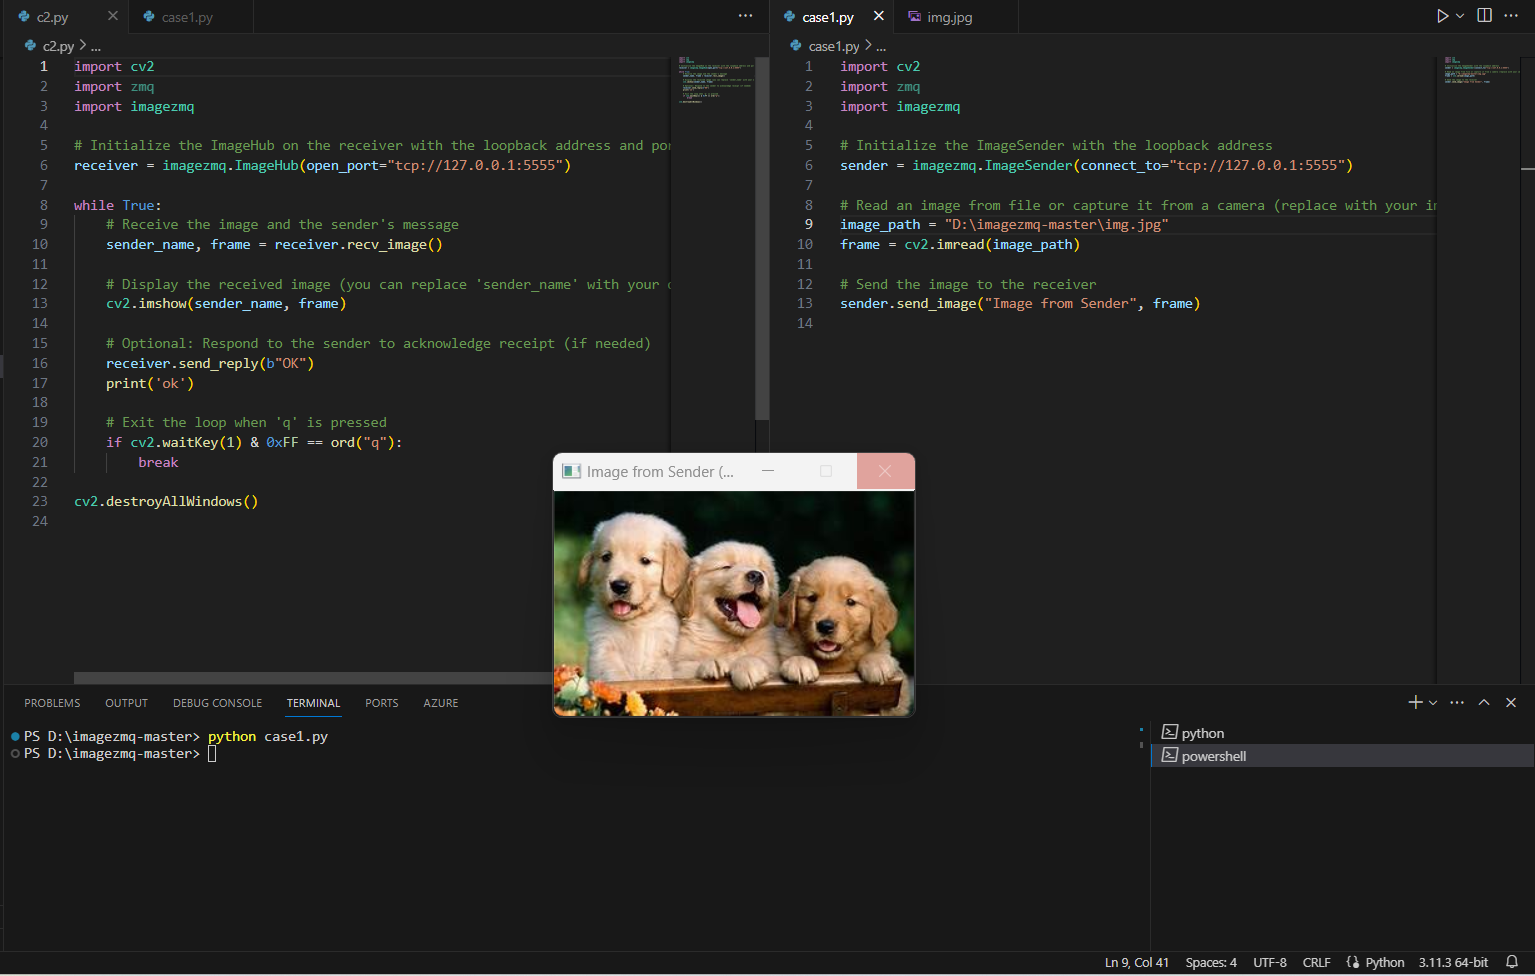 c2.py
case1.py
c2.py > ...
1 import cv2
2 import zmq
3 import imagezmq
4
5 # Initialize the ImageHub on the receiver with the loopback address and por
6 receiver = imagezmq.ImageHub(open_port="tcp://127.0.0.1:5555")
7
8 while True:
9 # Receive the image and the sender's message
10 sender_name, frame = receiver.recv_image()
11
12 # Display the received image (you can replace 'sender_name' with your
13 cv2.imshow(sender_name, frame)
14
15 # Optional: Respond to the sender to acknowledge receipt (if needed)
16 receiver.send_reply(b"OK")
17 print('ok')
18
19 # Exit the loop when 'q' is pressed
20 if cv2.waitKey(1) & 0xFF == ord("q"):
21 break
22
23 cv2.destroyAllWindows()
24
case1.py
img.jpg
case1.py > ...
1 import cv2
2 import zmq
3 import imagezmq
4
5 # Initialize the ImageSender with the loopback address
6 sender = imagezmq.ImageSender(connect_to="tcp://127.0.0.1:5555")
7
8 # Read an image from file or capture it from a camera (replace with your
9 image_path = "D:\imagezmq-master\img.jpg"
10 frame = cv2.imread(image_path)
11
12 # Send the image to the receiver
13 sender.send_image("Image from Sender", frame)
14
Image from Sender (...
PROBLEMS OUTPUT DEBUG CONSOLE TERMINAL PORTS AZURE
PS D:\imagezmq-master> python case1.py
PS D:\imagezmq-master>
python
powershell
Ln 9, Col 41 Spaces: 4 UTF-8 CRLF Python 3.11.3 64-bit